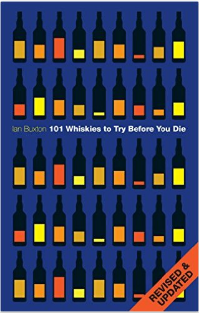 Ian Buxton 101 Whiskies to Try Before You Die
REVISED &
UPDATED